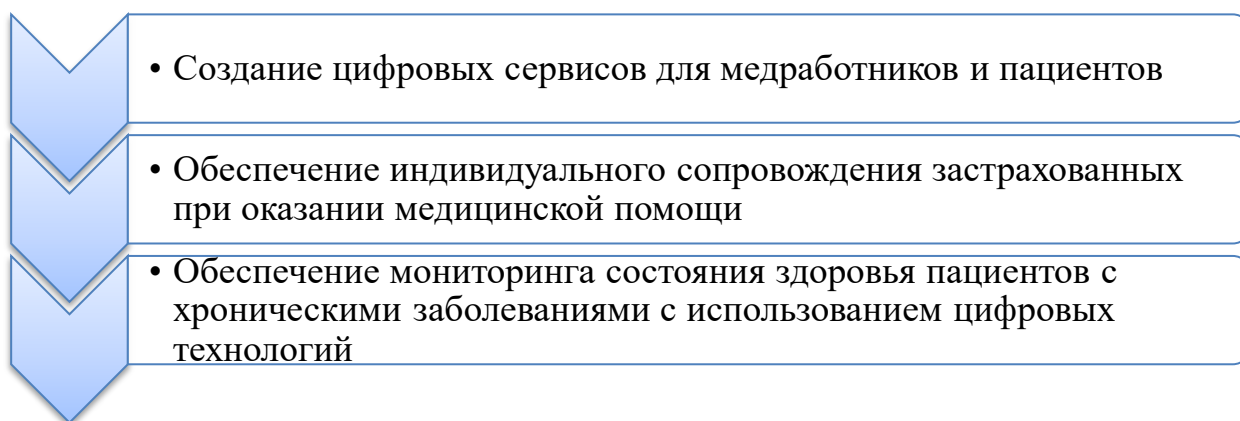 • Создание цифровых сервисов для медработников и пациентов
• Обеспечение индивидуального сопровождения застрахованных
при оказании медицинской помощи
• Обеспечение мониторинга состояния здоровья пациентов с
хроническими заболеваниями с использованием цифровых
технологий